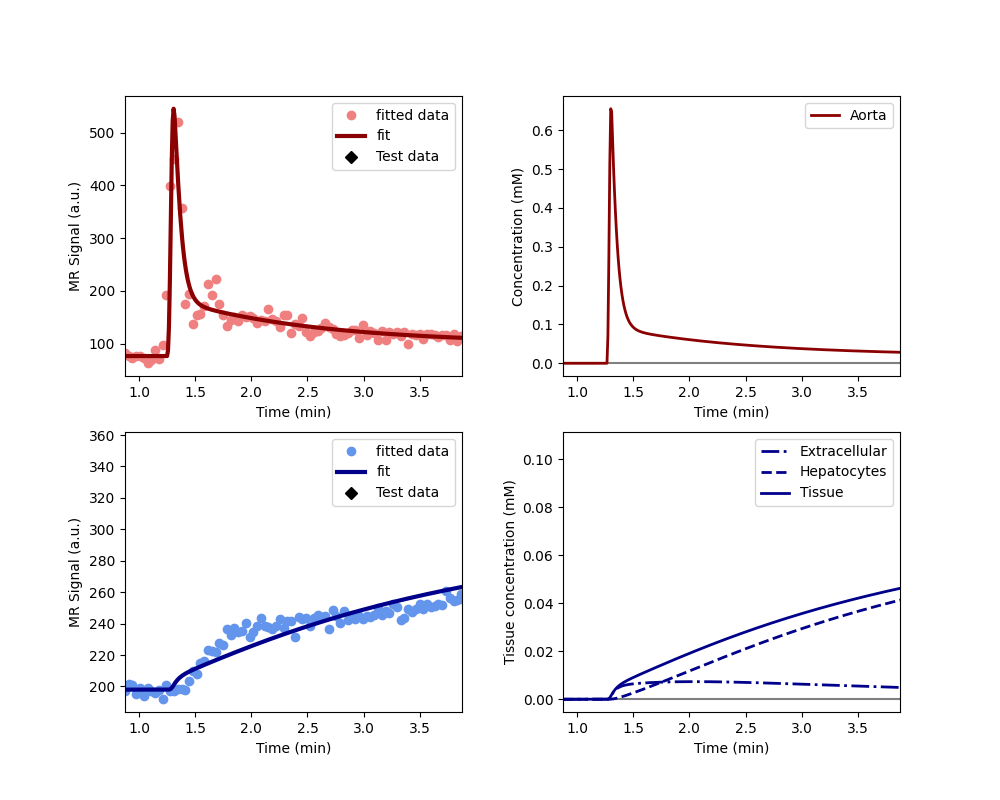 500
400
300
200
100
MR Signal (a.u.)
fitted data
fit
Test data
1.0 1.5 2.0 2.5 3.0 3.5
Time (min)
0.6
0.5
0.4
0.3
0.2
0.1
0.0
Concentration (mM)
Aorta
1.0 1.5 2.0 2.5 3.0 3.5
Time (min)
360
340
320
300
280
260
240
220
200
MR Signal (a.u.)
fitted data
fit
Test data
1.0 1.5 2.0 2.5 3.0 3.5
Time (min)
0.10
0.08
0.06
0.04
0.02
0.00
Tissue concentration (mM)
Extracellular
Hepatocytes
Tissue
1.0 1.5 2.0 2.5 3.0 3.5
Time (min)